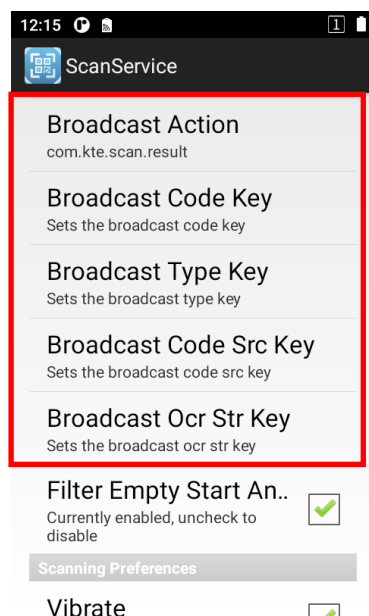 12:15
1
ScanService
Broadcast Action
com.kte.scan.result
Broadcast Code Key
Sets the broadcast code key
Broadcast Type Key
Sets the broadcast type key
Broadcast Code Src Key
Sets the broadcast code src key
Broadcast Ocr Str Key
Sets the broadcast ocr str key
Filter Empty Start An..
Currently enabled, uncheck to
disable
Scanning Preferences
Vibrate